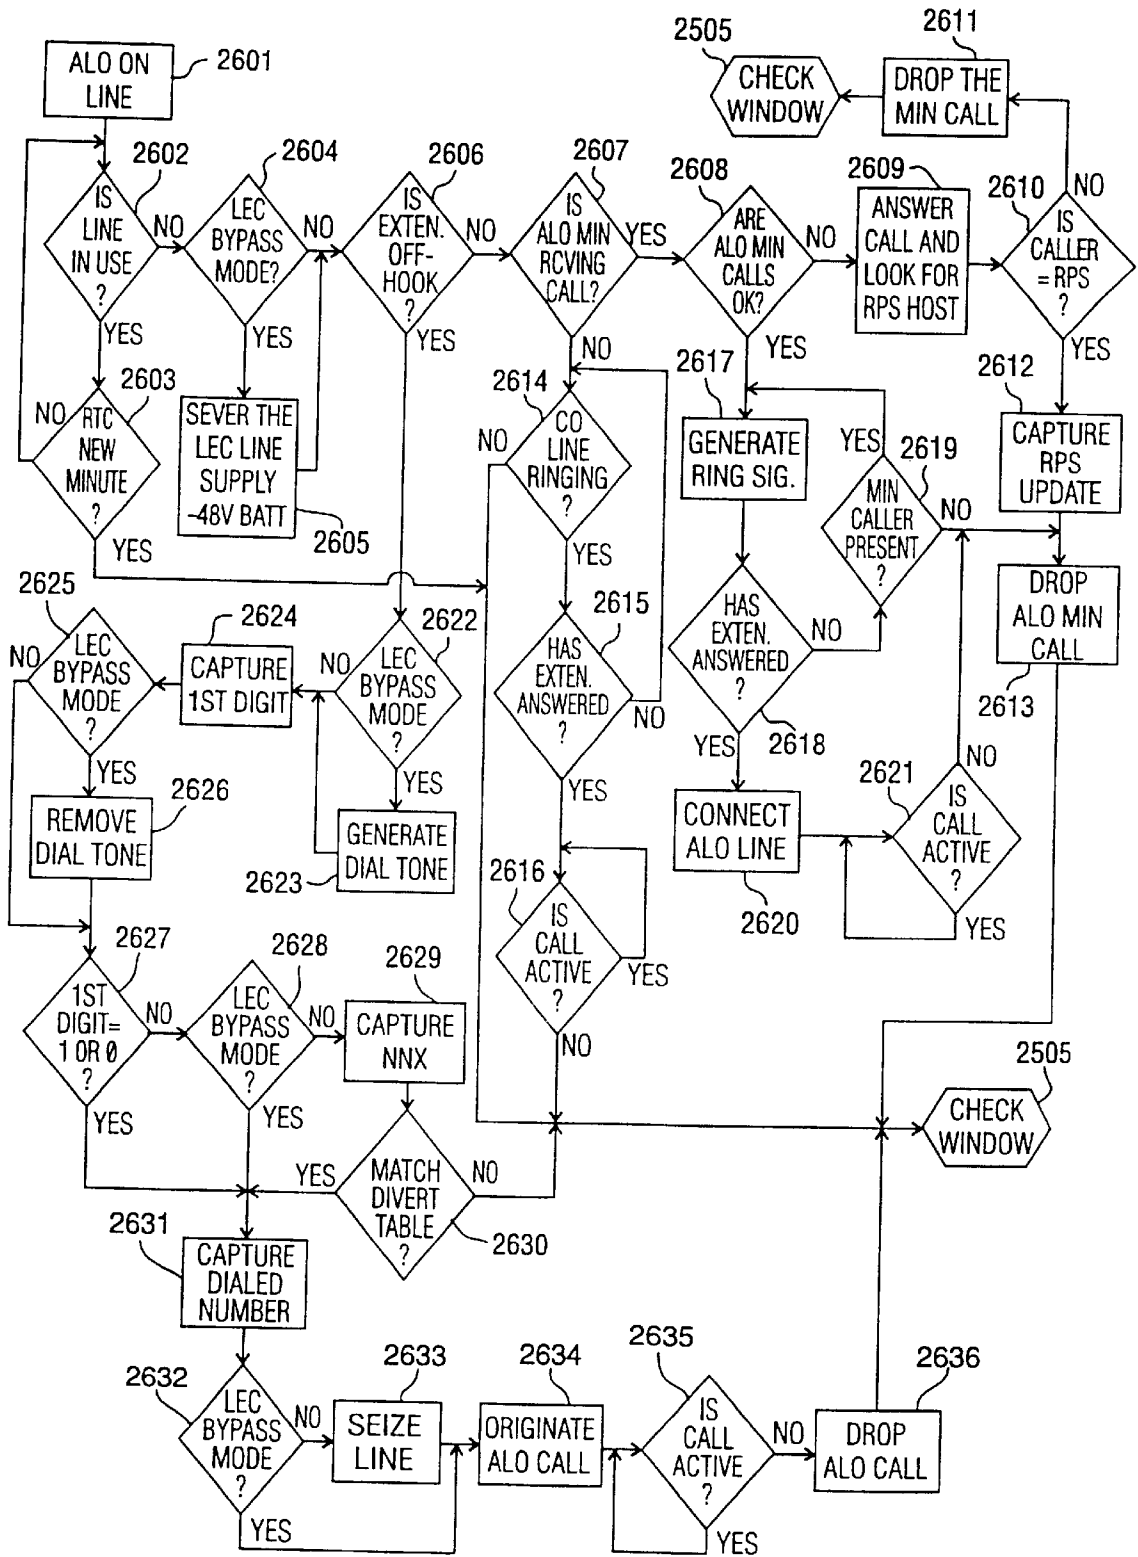 2505
2611
ALO ON
LINE
2601
CHECK
WINDOW
DROP THE
MIN CALL
2602
2604
2606
2607
2608
2609
2610
NO
IS
LINE
IN USE
?
NO
LEC
BYPASS
MODE?
NO
IS
EXTEN.
OFF-
HOOK
?
NO
IS
ALO MIN
RCVING
CALL?
YES
ARE
ALO MIN
CALLS
OK?
NO
ANSWER
CALL AND
LOOK FOR
RPS HOST
IS
CALLER
= RPS
?
YES
YES
YES
NO
YES
YES
2603
NO
RTC
NEW
MINUTE
?
YES
SEVER THE
LEC LINE
SUPPLY
-48V BATT
2605
2614
NO
CO
LINE
RINGING
?
YES
2617
GENERATE
RING SIG.
YES
2619
MIN
CALLER
PRESENT
?
NO
2612
CAPTURE
RPS
UPDATE
DROP
ALO MIN
CALL
2613
2625
NO
LEC
BYPASS
MODE
?
YES
2624
CAPTURE
1ST DIGIT
NO
2622
LEC
BYPASS
MODE
?
YES
2615
HAS
EXTEN.
ANSWERED
?
NO
YES
HAS
EXTEN.
ANSWERED
?
NO
YES
2618
2626
REMOVE
DIAL TONE
GENERATE
DIAL TONE
2623
2616
IS
CALL
ACTIVE
?
YES
NO
CONNECT
ALO LINE
2620
NO
2621
IS
CALL
ACTIVE
?
YES
2627
1ST
DIGIT=
1 OR 0
?
NO
YES
2628
LEC
BYPASS
MODE
?
NO
YES
2629
CAPTURE
NNX
2505
CHECK
WINDOW
YES
MATCH
DIVERT
TABLE
?
NO
2630
2631
CAPTURE
DIALED
NUMBER
2632
LEC
BYPASS
MODE
?
NO
YES
2633
SEIZE
LINE
2634
ORIGINATE
ALO CALL
2635
IS
CALL
ACTIVE
?
NO
YES
2636
DROP
ALO CALL